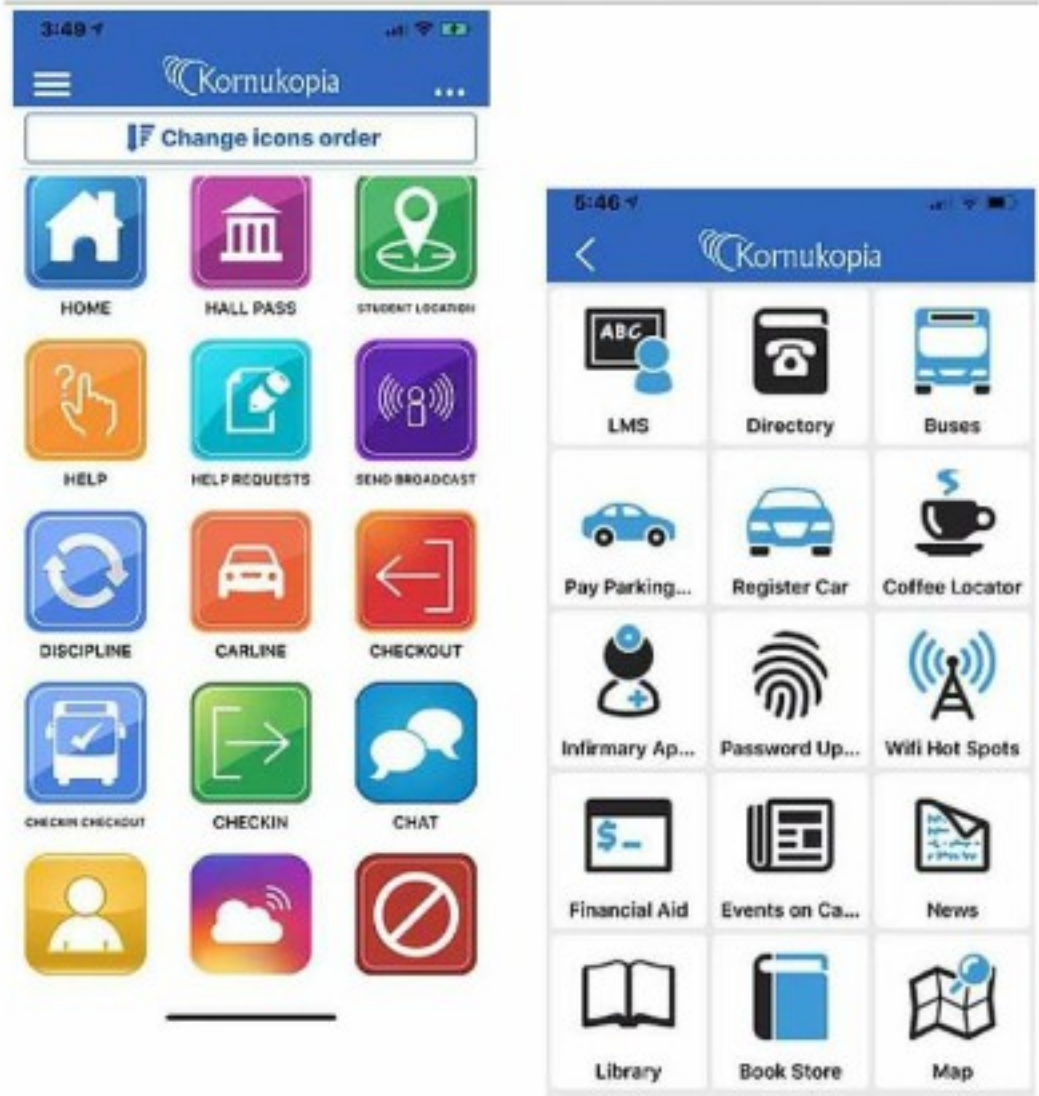 3:49
Kornukopia
Change icons order
HOME
HALL PASS
STUDENT LOCATION
HELP
HELP REQUESTS
SEND BROADCAST
DISCIPLINE
CARLINE
CHECKOUT
CHECKIN CHECKOUT
CHECKIN
CHAT
5:46
Kornukopia
ABC
LMS
Directory
Buses
Pay Parking...
Register Car
Coffee Locator
Infirmary Ap...
Password Up...
Wifi Hot Spots
$_
Financial Aid
Events on Ca...
News
Library
Book Store
Map